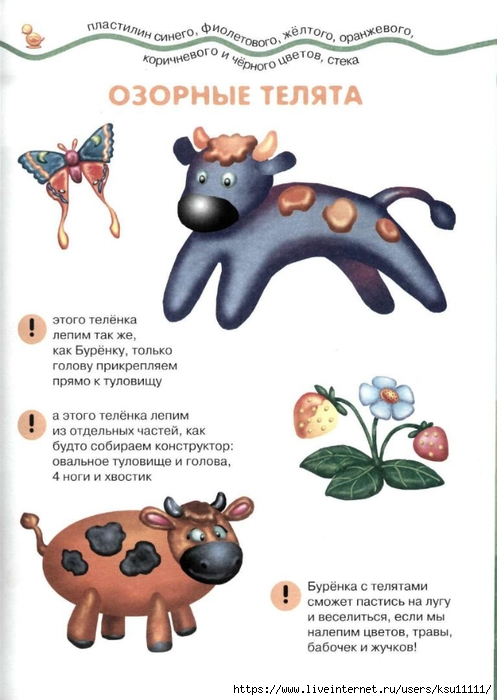 пластилин синего, фиолетового, жёлтого, оранжевого,
коричневого и чёрного цветов, стека
ОЗОРНЫЕ ТЕЛЯТА
!
этого телёнка
лепим так же,
как Бурёнку, только
голову прикрепляем
прямо к туловищу
!
а этого телёнка лепим
из отдельных частей, как
будто собираем конструктор:
овальное туловище и голова,
4 ноги и хвостик
!
Бурёнка с телятами
сможет пастись на лугу
и веселиться, если мы
налепим цветов, травы,
бабочек и жучков!
https://www.liveinternet.ru/users/ksu11111/